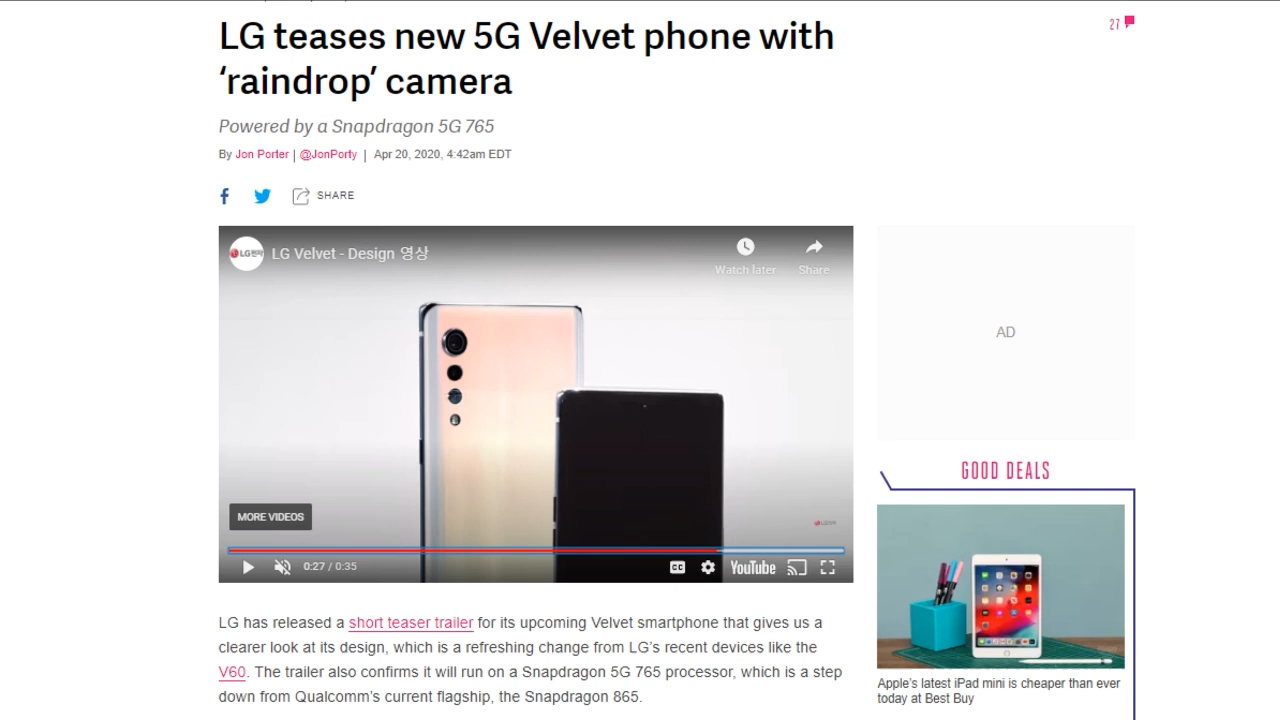 LG teases new 5G Velvet phone with
‘raindrop’ camera
27
Powered by a Snapdragon 5G 765
By Jon Porter | @JonPorty | Apr 20, 2020, 4:42am EDT
SHARE
LG전자 LG Velvet - Design 영상
Watch later
Share
MORE VIDEOS
0:27 / 0:35
CC
YouTube
LG has released a short teaser trailer for its upcoming Velvet smartphone that gives us a
clearer look at its design, which is a refreshing change from LG’s recent devices like the
V60. The trailer also confirms it will run on a Snapdragon 5G 765 processor, which is a step
down from Qualcomm’s current flagship, the Snapdragon 865.
AD
GOOD DEALS
Apple’s latest iPad mini is cheaper than ever
today at Best Buy